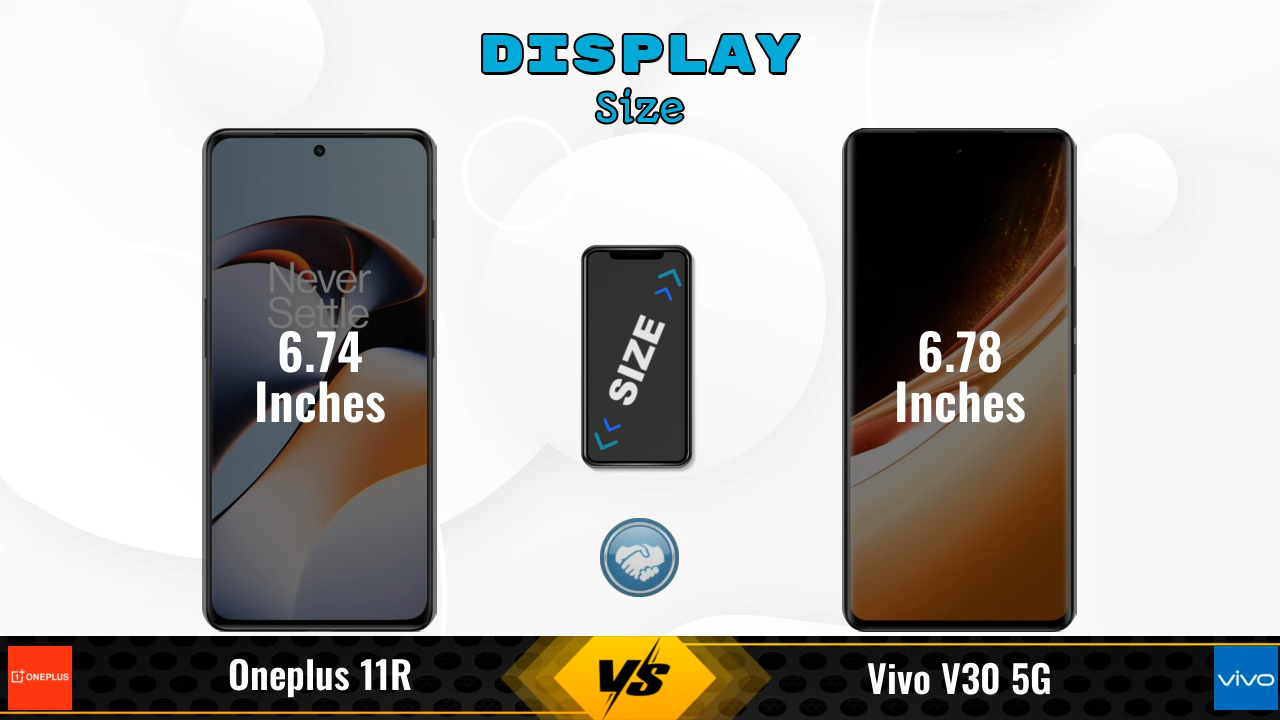 DISPLAY
Size
Never
Settle
6.74
Inches
SIZE
6.78
Inches
ONEPLUS
Oneplus 11R
VS
Vivo V30 5G
vivo